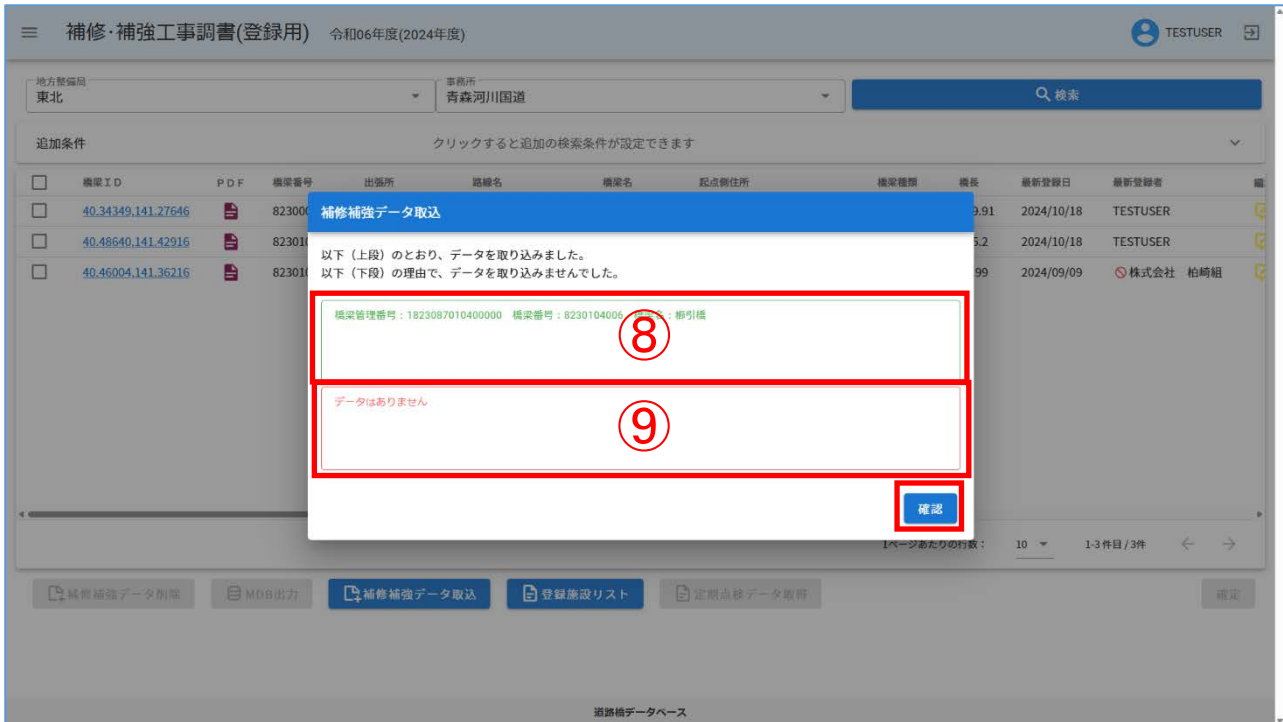 補修·補強工事調書(登録用) 令和06年度(2024年度) TESTUSER
地方整備局 事務所
東北 青森河川国道 検索
追加条件 クリックすると追加の検索条件が設定できます
橋梁ID PDF 橋梁番号 出張所 路線名 橋梁名 起点側住所 橋梁種類 橋長 最新登録日 最新登録者
40.34349,141.27646 82300 9.91 2024/10/18 TESTUSER
40.48640,141.42916 82301 5.2 2024/10/18 TESTUSER
40.46004,141.36216 82301 99 2024/09/09 株式会社 柏崎組
補修補強データ取込
以下（上段）のとおり、データを取り込みました。
以下（下段）の理由で、データを取り込みませんでした。
橋梁管理番号：1823087010400000 橋梁番号：8230104006 橋梁名：櫛引橋
⑧
データはありません
⑨
確認
1ページあたりの行数： 10 1-3 件目 / 3件
補修補強データ削除 MDB出力 補修補強データ取込 登録施設リスト 定期点検データ取得 確定
道路橋データベース